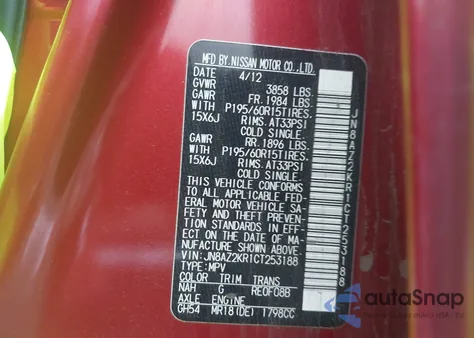 MFD BY NISSAN MOTOR CO.,LTD.
DATE 4/12
GVWR 3858 LBS
GAWR FR. 1984 LBS
P195/60R15TIRES.
15X6J RIMS. AT33PSI
COLD SINGLE.
GAWR RR. 1896 LBS.
P195/60R15TIRES.
15X6J RIMS. AT33PSI
COLD SINGLE.
THIS VEHICLE CONFORMS
TO ALL APPLICABLE FED-
ERAL MOTOR VEHICLE SA-
FETY AND THEFT PREVENT-
ION STANDARDS IN EFF-
ECT ON THE DATE OF MA-
NUFACTURE SHOWN ABOVE.
VIN: JN8AZ2KR1CT253188
TYPE: MPV
COLOR TRIM TRANS
NAH G RE0F08B
AXLE ENGINE
GH54 MR18(DE) 1798CC
JN8AZ2KR1CT253188
autoSnap